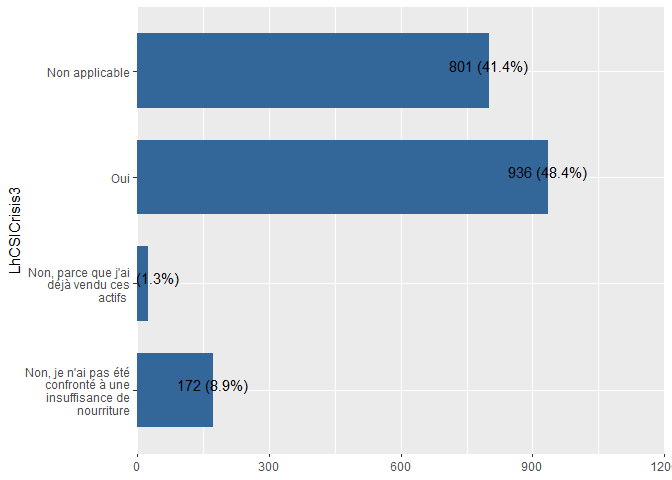 LhCSICrisis3
Non applicable
801 (41.4%)
Oui
936 (48.4%)
Non, parce que j'ai
déjà vendu ces
actifs
(1.3%)
Non, je n'ai pas été
confronté à une
insuffisance de
nourriture
172 (8.9%)
0 300 600 900 120